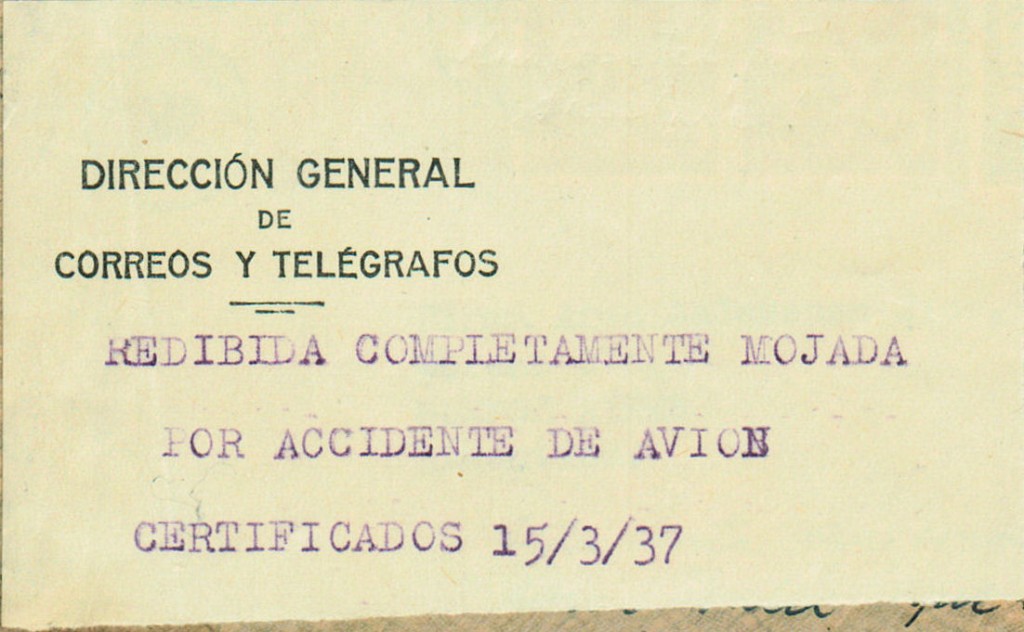 DIRECCIÓN GENERAL
DE
CORREOS Y TELÉGRAFOS
REDIBIDA COMPLETAMENTE MOJADA
POR ACCIDENTE DE AVION
CERTIFICADOS 15/3/37